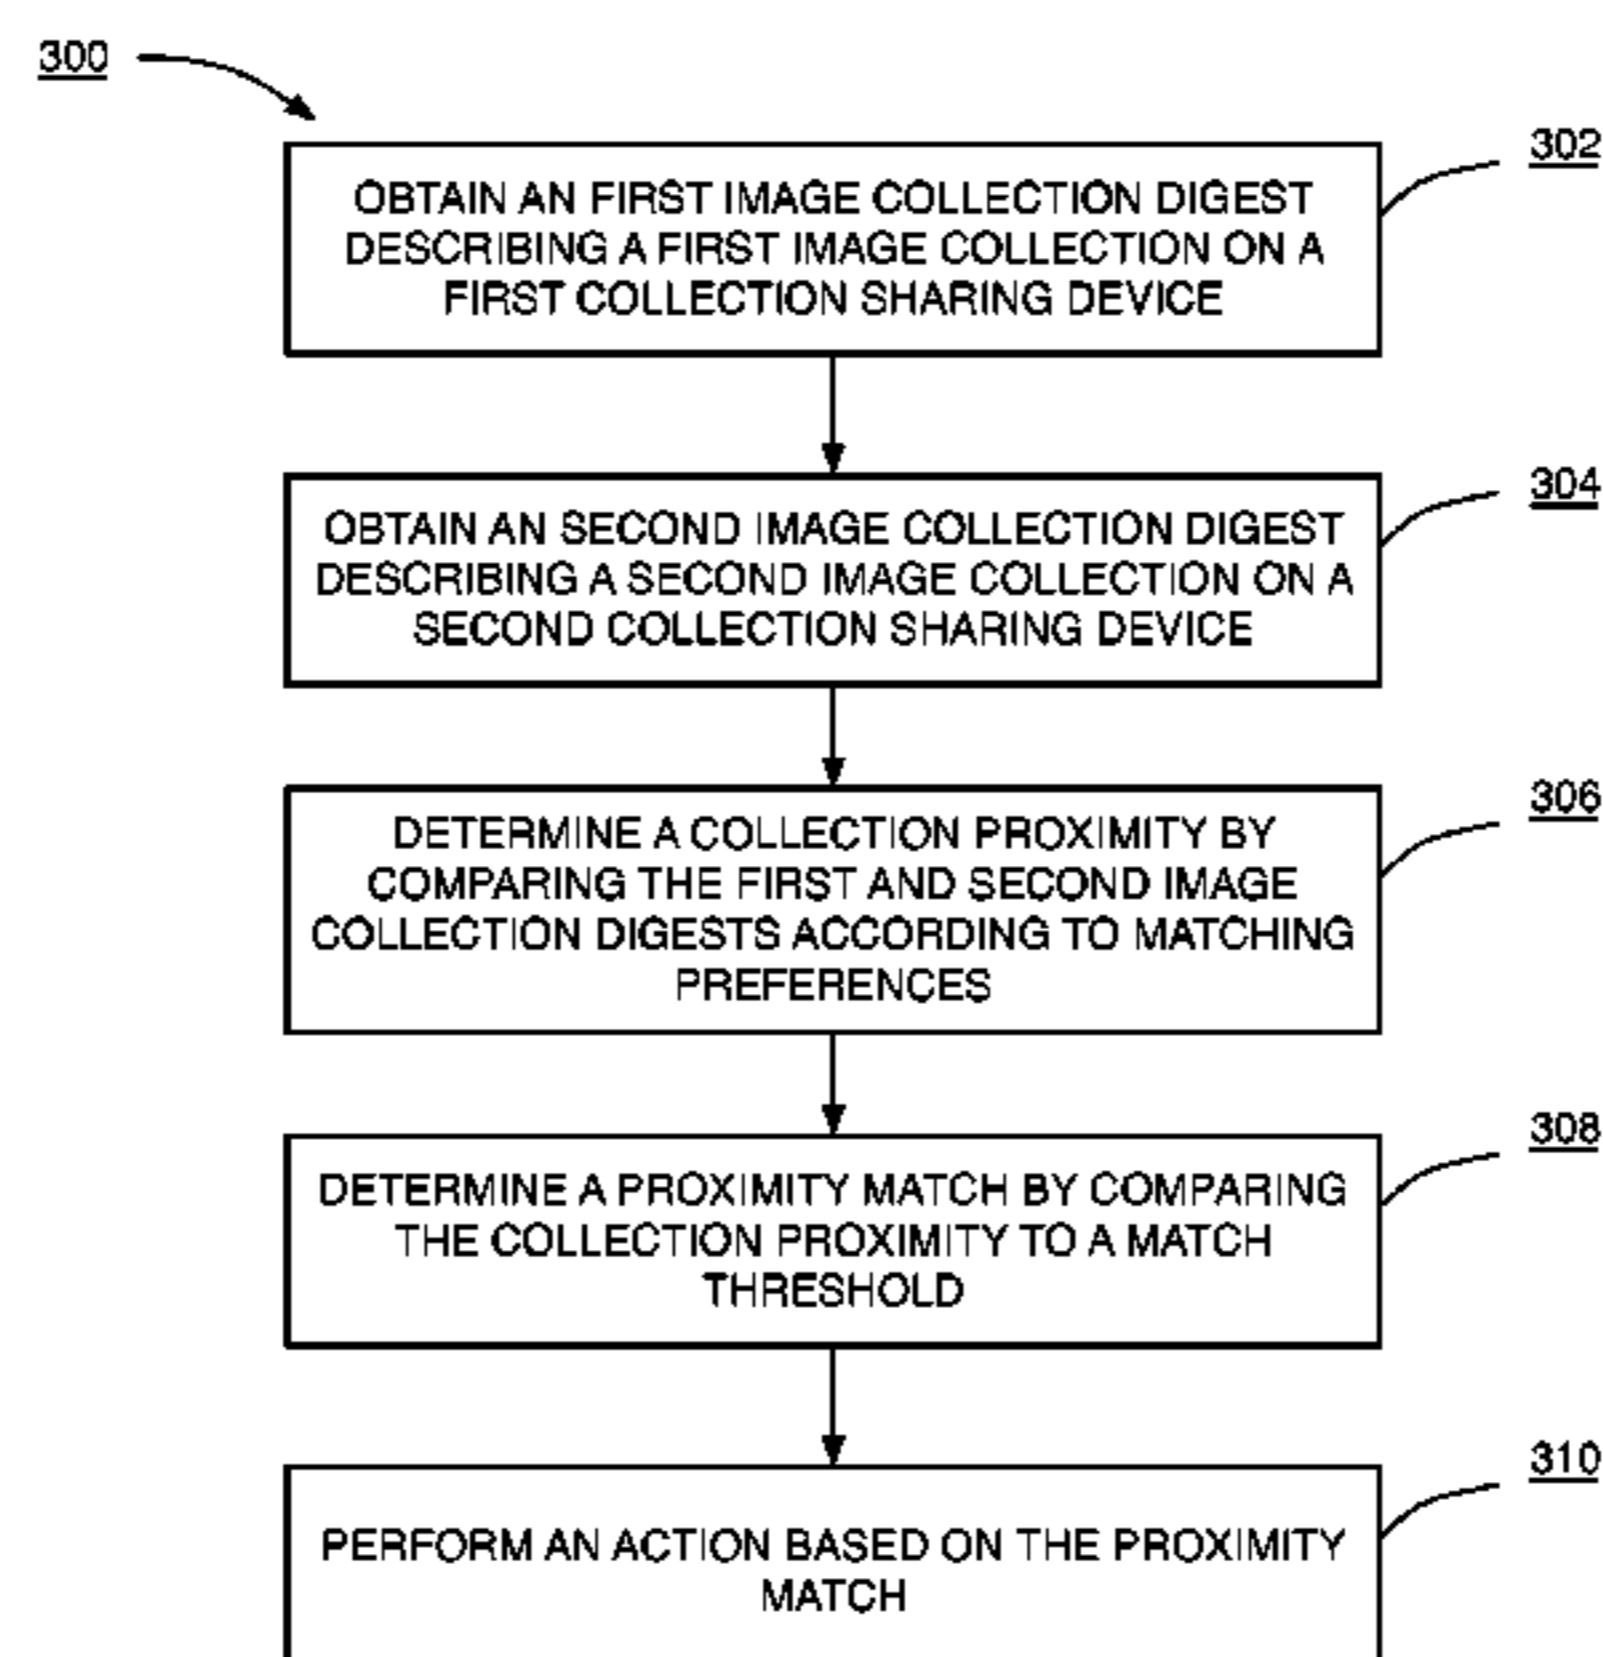 300
302
OBTAIN AN FIRST IMAGE COLLECTION DIGEST
DESCRIBING A FIRST IMAGE COLLECTION ON A
FIRST COLLECTION SHARING DEVICE
304
OBTAIN AN SECOND IMAGE COLLECTION DIGEST
DESCRIBING A SECOND IMAGE COLLECTION ON A
SECOND COLLECTION SHARING DEVICE
306
DETERMINE A COLLECTION PROXIMITY BY
COMPARING THE FIRST AND SECOND IMAGE
COLLECTION DIGESTS ACCORDING TO MATCHING
PREFERENCES
308
DETERMINE A PROXIMITY MATCH BY COMPARING
THE COLLECTION PROXIMITY TO A MATCH
THRESHOLD
310
PERFORM AN ACTION BASED ON THE PROXIMITY
MATCH